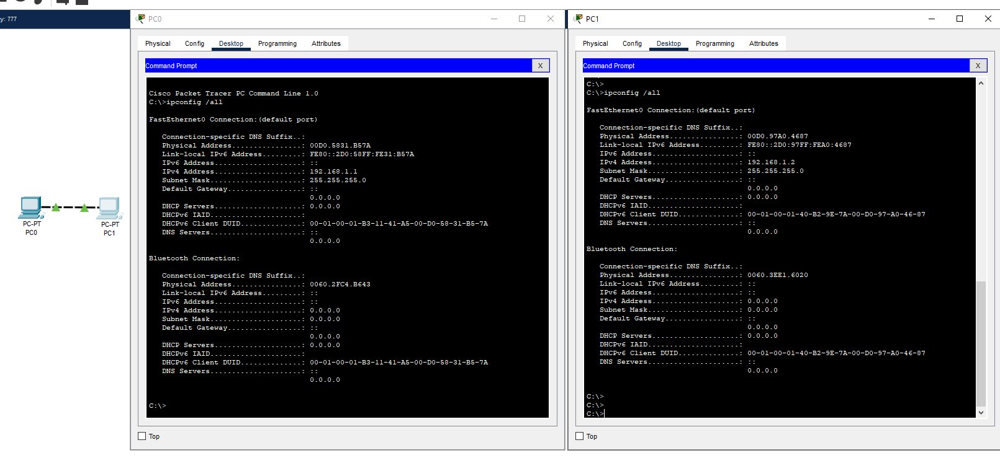 y: 777
PC-PT
PC0
PC-PT
PC1
PC0
Physical Config Desktop Programming Attributes
Command Prompt X
Cisco Packet Tracer PC Command Line 1.0
C:\>ipconfig /all
FastEthernet0 Connection:(default port)
Connection-specific DNS Suffix..:
Physical Address................: 00D0.5831.B57A
Link-local IPv6 Address.........: FE80::2D0:58FF:FE31:B57A
IPv6 Address....................: ::
IPv4 Address....................: 192.168.1.1
Subnet Mask.....................: 255.255.255.0
Default Gateway.................: ::
0.0.0.0
DHCP Servers....................: 0.0.0.0
DHCPv6 IAID.....................:
DHCPv6 Client DUID..............: 00-01-00-01-B3-11-41-A5-00-D0-58-31-B5-7A
DNS Servers.....................: ::
0.0.0.0
Bluetooth Connection:
Connection-specific DNS Suffix..:
Physical Address................: 0060.2FC4.B643
Link-local IPv6 Address.........: ::
IPv6 Address....................: ::
IPv4 Address....................: 0.0.0.0
Subnet Mask.....................: 0.0.0.0
Default Gateway.................: ::
0.0.0.0
DHCP Servers....................: 0.0.0.0
DHCPv6 IAID.....................:
DHCPv6 Client DUID..............: 00-01-00-01-B3-11-41-A5-00-D0-58-31-B5-7A
DNS Servers.....................: ::
0.0.0.0
C:\>
Top
PC1
Physical Config Desktop Programming Attributes
Command Prompt X
C:\>
C:\>ipconfig /all
FastEthernet0 Connection:(default port)
Connection-specific DNS Suffix..:
Physical Address................: 00D0.97A0.4687
Link-local IPv6 Address.........: FE80::2D0:97FF:FEA0:4687
IPv6 Address....................: ::
IPv4 Address....................: 192.168.1.2
Subnet Mask.....................: 255.255.255.0
Default Gateway.................: ::
0.0.0.0
DHCP Servers....................: 0.0.0.0
DHCPv6 IAID.....................:
DHCPv6 Client DUID..............: 00-01-00-01-40-B2-9E-7A-00-D0-97-A0-46-87
DNS Servers.....................: ::
0.0.0.0
Bluetooth Connection:
Connection-specific DNS Suffix..:
Physical Address................: 0060.3EE1.6020
Link-local IPv6 Address.........: ::
IPv6 Address....................: ::
IPv4 Address....................: 0.0.0.0
Subnet Mask.....................: 0.0.0.0
Default Gateway.................: ::
0.0.0.0
DHCP Servers....................: 0.0.0.0
DHCPv6 IAID.....................:
DHCPv6 Client DUID..............: 00-01-00-01-40-B2-9E-7A-00-D0-97-A0-46-87
DNS Servers.....................: ::
0.0.0.0
C:\>
C:\>
C:\>
Top